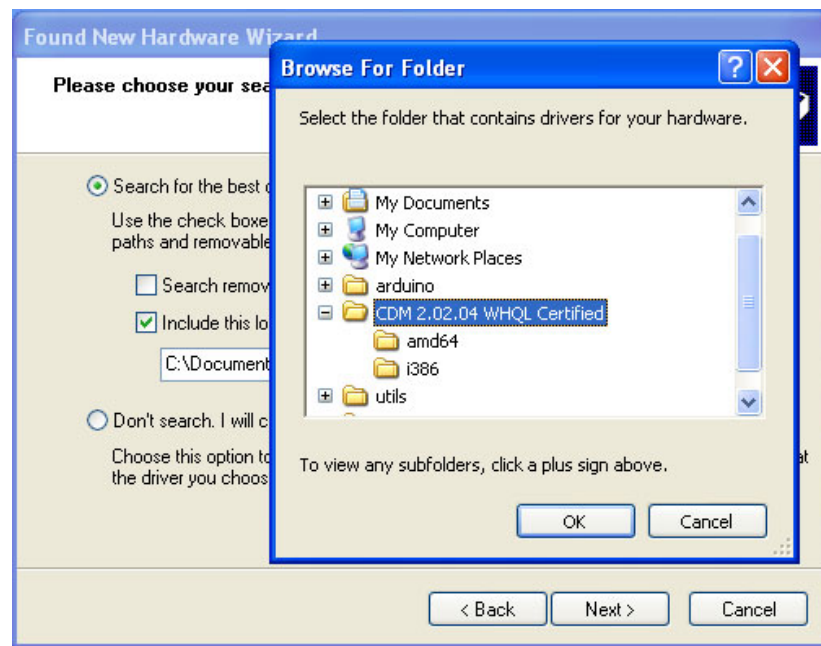 Found New Hardware Wizard
Browse For Folder
Please choose your sea
Select the folder that contains drivers for your hardware.
My Documents
My Computer
My Network Places
arduino
CDM 2.02.04 WHQL Certified
amd64
i386
utils
To view any subfolders, click a plus sign above.
OK
Cancel
Search for the best
Use the check boxe
paths and removable
Search remov
Include this lo
C:\Document
Don't search. I will c
Choose this option to
at
the driver you choos
< Back
Next >
Cancel